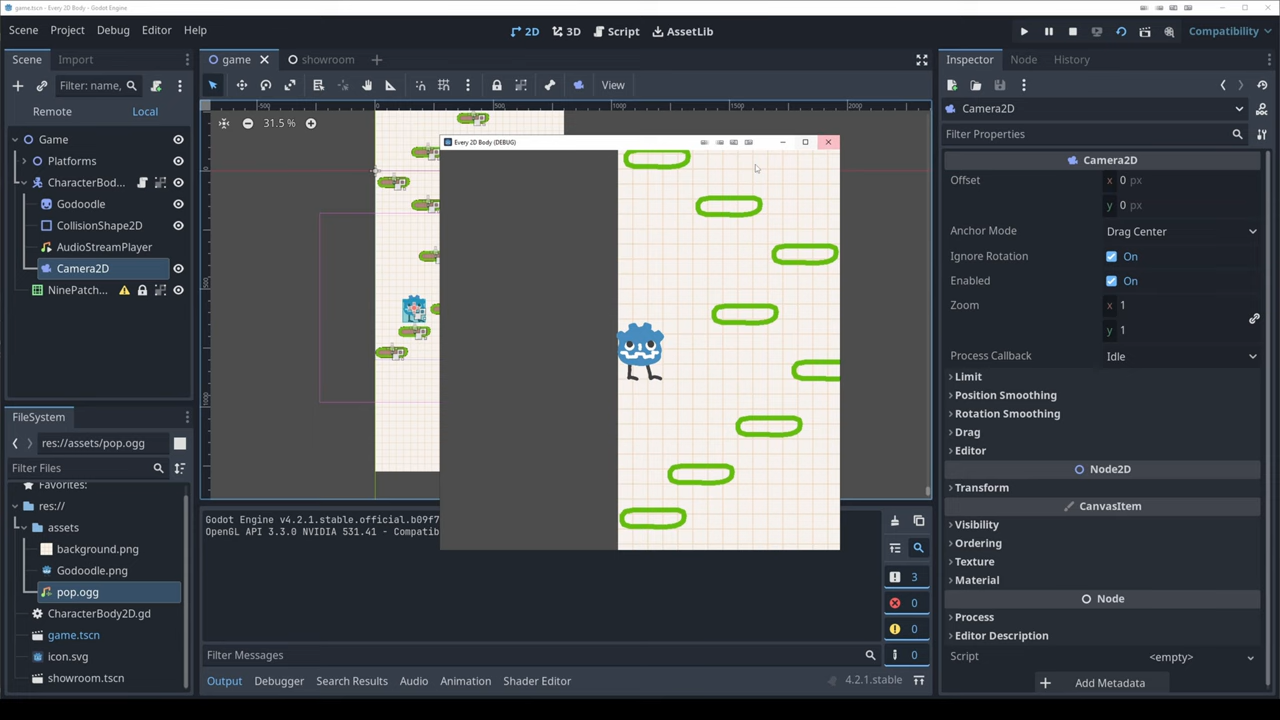 game.tscn - Every 2D Body - Godot Engine
Scene Project Debug Editor Help
2D 3D Script AssetLib
Compatibility
Scene Import
game showroom
Inspector Node History
Filter: name,
View
Remote Local
31.5 %
500 0 500 1000 1500 2000
Camera2D
Filter Properties
Game
Platforms
CharacterBod...
Godoodle
CollisionShape2D
AudioStreamPlayer
Camera2D
NinePatch...
Every 2D Body (DEBUG)
0
500
1000
Camera2D
Offset x 0 px
y 0 px
Anchor Mode Drag Center
Ignore Rotation On
Enabled On
Zoom x 1
y 1
Process Callback Idle
Limit
Position Smoothing
Rotation Smoothing
Drag
Editor
Node2D
Transform
CanvasItem
Visibility
Ordering
Texture
Material
Node
Process
Editor Description
Script <empty>
Add Metadata
FileSystem
res://assets/pop.ogg
Filter Files
Favorites:
res://
assets
background.png
Godoodle.png
pop.ogg
CharacterBody2D.gd
game.tscn
icon.svg
showroom.tscn
Godot Engine v4.2.1.stable.official.b09f7
OpenGL API 3.3.0 NVIDIA 531.41 - Compatib
3
0
0
0
Filter Messages
Output Debugger Search Results Audio Animation Shader Editor
4.2.1.stable